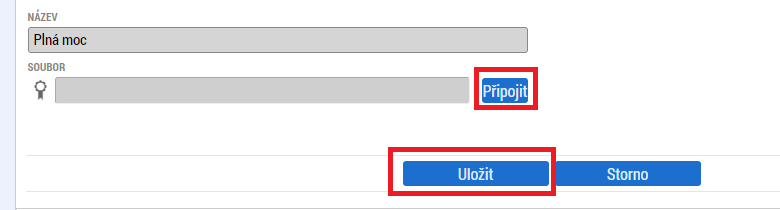 NÁZEV
Plná moc
SOUBOR
Připojit
Uložit Storno